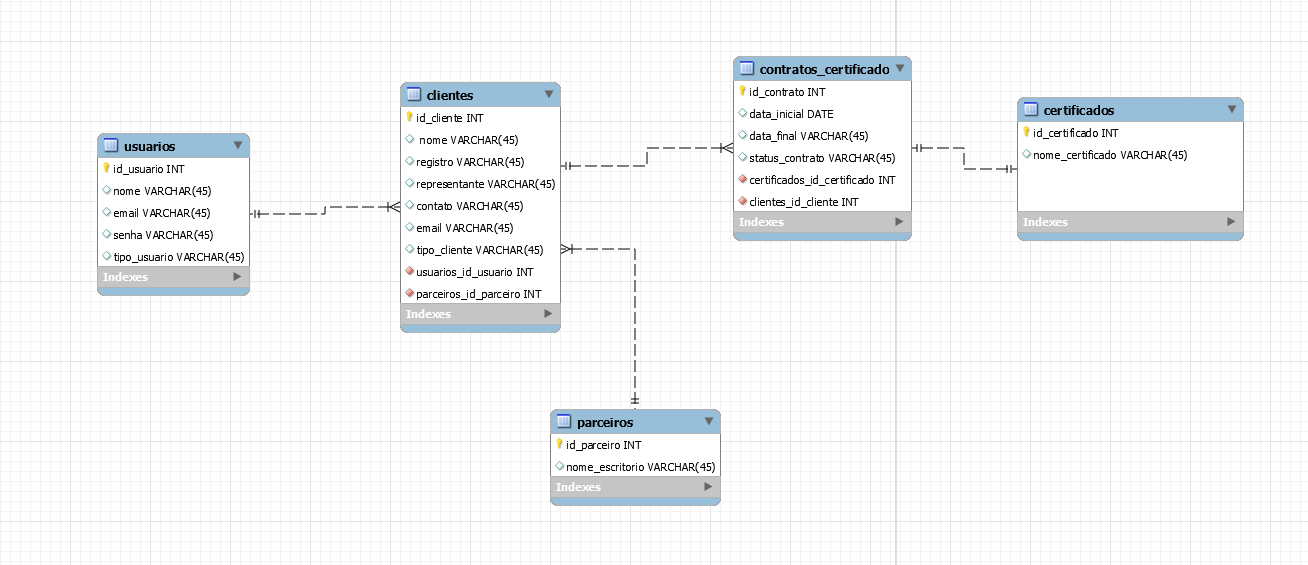 usuarios
id_usuario INT
nome VARCHAR(45)
email VARCHAR(45)
senha VARCHAR(45)
tipo_usuario VARCHAR(45)
Indexes
clientes
id_cliente INT
nome VARCHAR(45)
registro VARCHAR(45)
representante VARCHAR(45)
contato VARCHAR(45)
email VARCHAR(45)
tipo_cliente VARCHAR(45)
usuarios_id_usuario INT
parceiros_id_parceiro INT
Indexes
contratos_certificado
id_contrato INT
data_inicial DATE
data_final VARCHAR(45)
status_contrato VARCHAR(45)
certificados_id_certificado INT
clientes_id_cliente INT
Indexes
certificados
id_certificado INT
nome_certificado VARCHAR(45)
Indexes
parceiros
id_parceiro INT
nome_escritorio VARCHAR(45)
Indexes